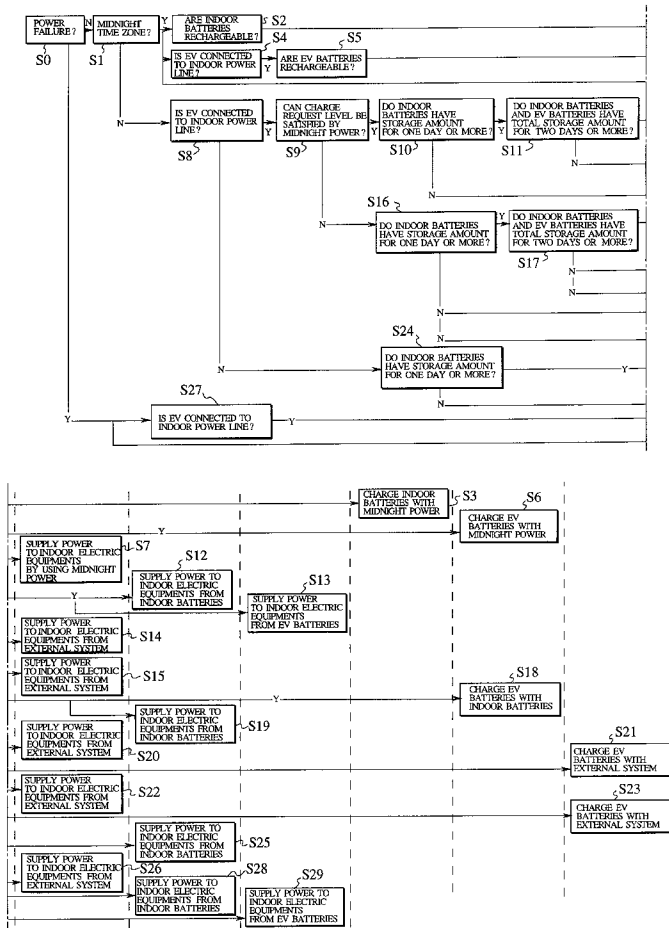 POWER
FAILURE?
N
MIDNIGHT
TIME ZONE?
Y
ARE INDOOR
BATTERIES
RECHARGEABLE?
S2
S4
S0
S1
IS EV CONNECTED
TO INDOOR POWER
LINE?
Y
ARE EV BATTERIES
RECHARGEABLE?
S5
N
IS EV CONNECTED
TO INDOOR POWER
LINE?
S8
Y
CAN CHARGE
REQUEST LEVEL BE
SATISFIED BY
MIDNIGHT POWER?
S9
Y
DO INDOOR
BATTERIES HAVE
STORAGE AMOUNT
FOR ONE DAY OR MORE?
S10
Y
DO INDOOR BATTERIES
AND EV BATTERIES HAVE
TOTAL STORAGE AMOUNT
FOR TWO DAYS OR MORE?
S11
N
N
S16
N
DO INDOOR BATTERIES
HAVE STORAGE AMOUNT
FOR ONE DAY OR MORE?
Y
DO INDOOR BATTERIES
AND EV BATTERIES HAVE
TOTAL STORAGE AMOUNT
FOR TWO DAYS OR MORE?
S17
N
N
N
N
S24
N
DO INDOOR BATTERIES
HAVE STORAGE AMOUNT
FOR ONE DAY OR MORE?
Y
N
S27
Y
IS EV CONNECTED TO
INDOOR POWER LINE?
Y
CHARGE INDOOR
BATTERIES WITH
MIDNIGHT POWER
S3
S6
Y
CHARGE EV
BATTERIES WITH
MIDNIGHT POWER
SUPPLY POWER
TO INDOOR ELECTRIC
EQUIPMENTS
BY USING MIDNIGHT
POWER
S7
S12
Y
SUPPLY POWER TO
INDOOR ELECTRIC
EQUIPMENTS FROM
INDOOR BATTERIES
S13
SUPPLY POWER
TO INDOOR ELECTRIC
EQUIPMENTS
FROM EV BATTERIES
SUPPLY POWER
TO INDOOR ELECTRIC
EQUIPMENTS FROM
EXTERNAL SYSTEM
S14
SUPPLY POWER
TO INDOOR ELECTRIC
EQUIPMENTS FROM
EXTERNAL SYSTEM
S15
Y
S18
CHARGE EV
BATTERIES WITH
INDOOR BATTERIES
SUPPLY POWER TO
INDOOR ELECTRIC
EQUIPMENTS FROM
INDOOR BATTERIES
S19
SUPPLY POWER
TO INDOOR ELECTRIC
EQUIPMENTS FROM
EXTERNAL SYSTEM
S20
S21
CHARGE EV
BATTERIES WITH
EXTERNAL SYSTEM
SUPPLY POWER
TO INDOOR ELECTRIC
EQUIPMENTS FROM
EXTERNAL SYSTEM
S22
S23
CHARGE EV
BATTERIES WITH
EXTERNAL SYSTEM
SUPPLY POWER TO
INDOOR ELECTRIC
EQUIPMENTS FROM
INDOOR BATTERIES
S25
SUPPLY POWER
TO INDOOR ELECTRIC
EQUIPMENTS FROM
EXTERNAL SYSTEM
S26
S28
SUPPLY POWER TO
INDOOR ELECTRIC
EQUIPMENTS FROM
INDOOR BATTERIES
S29
SUPPLY POWER TO
INDOOR ELECTRIC
EQUIPMENTS
FROM EV BATTERIES